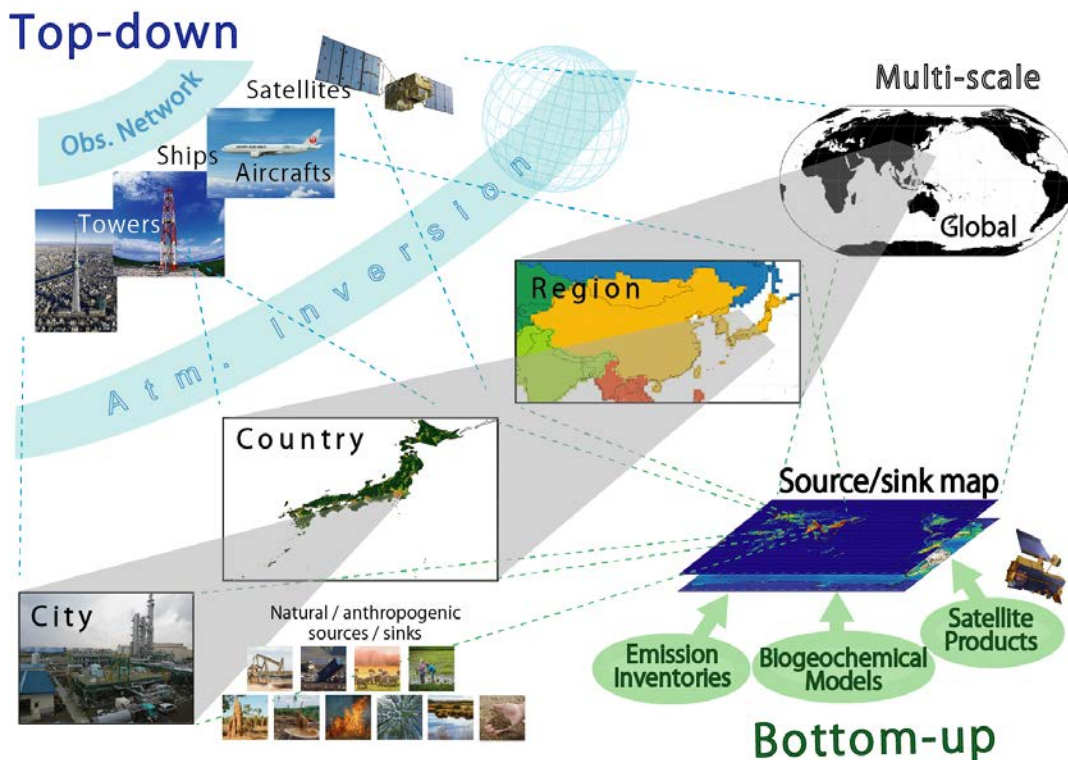 Top-down
Obs. Network
Satellites
Ships
Aircrafts
Towers
Atm. Inversion
Multi-scale
Global
Region
Country
City
Natural / anthropogenic
sources / sinks
Source/sink map
Emission
Inventories
Biogeochemical
Models
Satellite
Products
Bottom-up